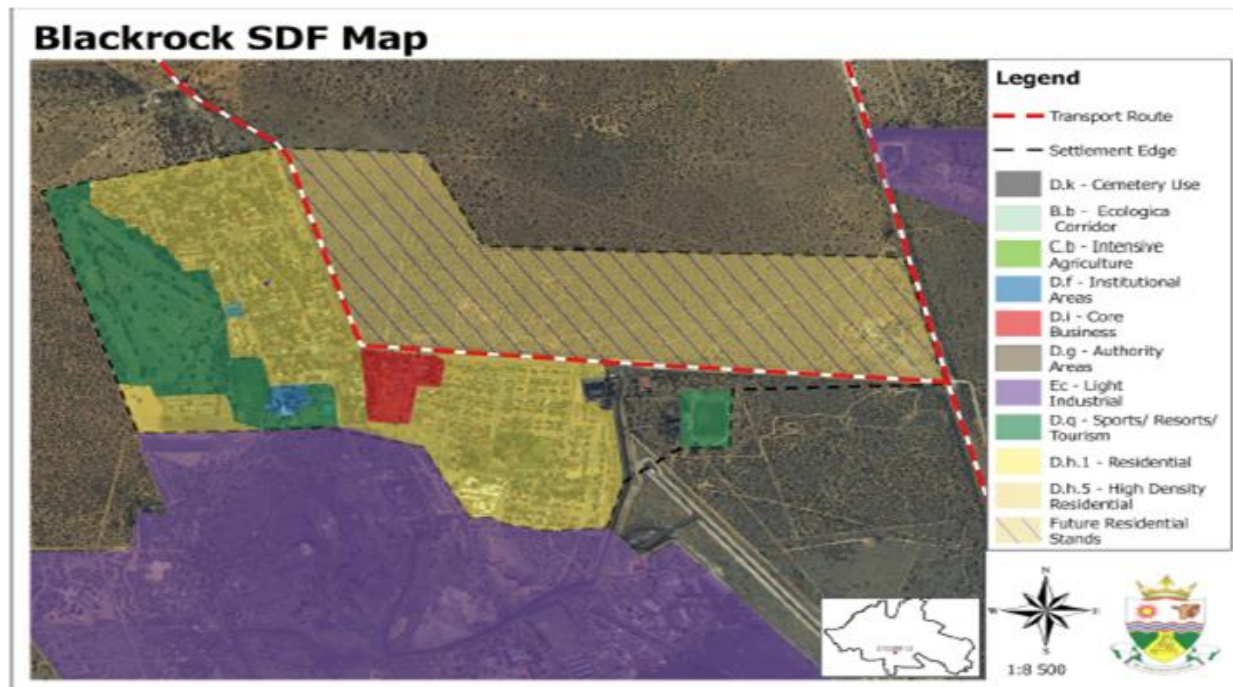 Blackrock SDF Map
Legend
Transport Route
Settlement Edge
D.k - Cemetery Use
B.b - Ecologica
Corridor
C.b - Intensive
Agriculture
D.f - Institutional
Areas
D.i - Core
Business
D.g - Authority
Areas
Ec - Light
Industrial
D.q - Sports/ Resorts/
Tourism
D.h.1 - Residential
D.h.5 - High Density
Residential
Future Residential
Stands
N
W
E
S
1:8 500